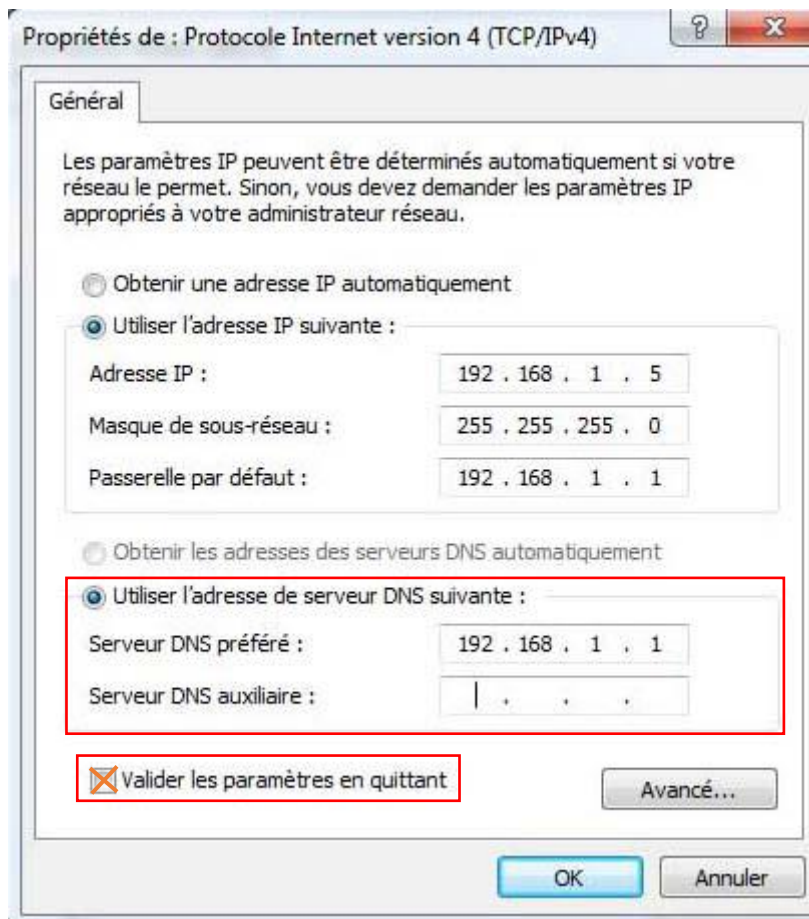 Propriétés de : Protocole Internet version 4 (TCP/IPv4)
Général
Les paramètres IP peuvent être déterminés automatiquement si votre
réseau le permet. Sinon, vous devez demander les paramètres IP
appropriés à votre administrateur réseau.
Obtenir une adresse IP automatiquement
Utiliser l'adresse IP suivante :
Adresse IP : 192 . 168 . 1 . 5
Masque de sous-réseau : 255 . 255 . 255 . 0
Passerelle par défaut : 192 . 168 . 1 . 1
Obtenir les adresses des serveurs DNS automatiquement
Utiliser l'adresse de serveur DNS suivante :
Serveur DNS préféré : 192 . 168 . 1 . 1
Serveur DNS auxiliaire : . . .
Valider les paramètres en quittant
Avancé...
OK Annuler